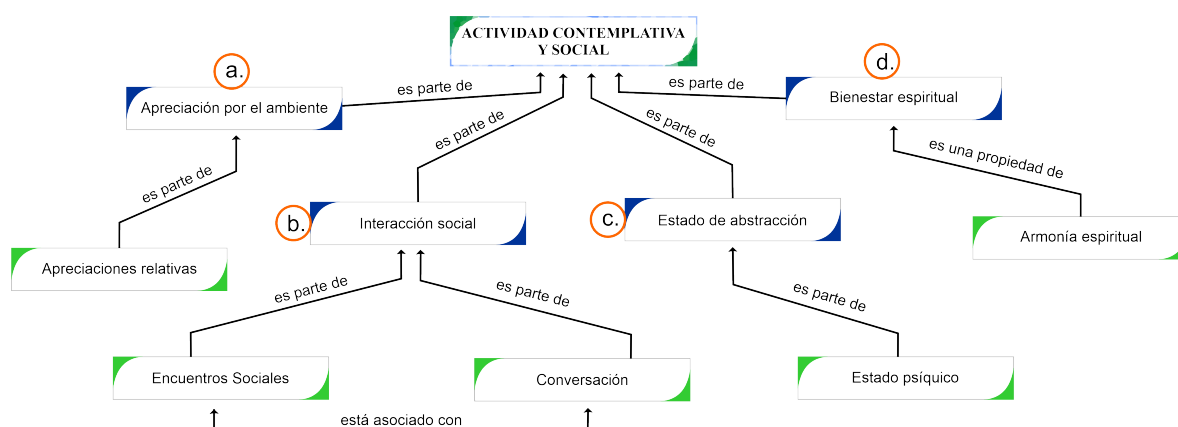 ACTIVIDAD CONTEMPLATIVA
Y SOCIAL
a.
d.
Apreciación por el ambiente
es parte de
es parte de
Bienestar espiritual
es parte de
es parte de
es parte de
es una propiedad de
b.
Interacción social
c.
Estado de abstracción
Armonía espiritual
Apreciaciones relativas
es parte de
es parte de
es parte de
Encuentros Sociales
Conversación
Estado psíquico
está asociado con